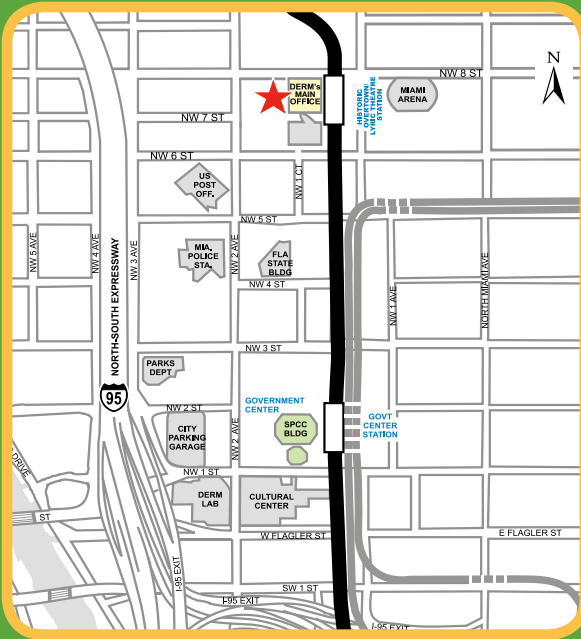 N
NW 8 ST
DERM's
MAIN
OFFICE
MIAMI
ARENA
HISTORIC
OVERTOWN/
LYRIC THEATRE
STATION
NW 7 ST
NW 6 ST
NW 1 CT
US
POST
OFF.
NW 5 ST
NW 5 AVE
NW 4 AVE
NORTH-SOUTH EXPRESSWAY
NW 3 AVE
MIA.
POLICE
STA.
NW 2 AVE
FLA
STATE
BLDG
NW 4 ST
NW 1 AVE
NORTH MIAMI AVE
NW 3 ST
PARKS
DEPT
95
NW 2 ST
GOVERNMENT
CENTER
CITY
PARKING
GARAGE
NW 2 AVE
SPCC
BLDG
GOVT
CENTER
STATION
NW 1 ST
DRIVE
DERM
LAB
CULTURAL
CENTER
ST
W FLAGLER ST
E FLAGLER ST
I-95 EXIT
SW 1 ST
I-95 EXIT
I-95 EXIT